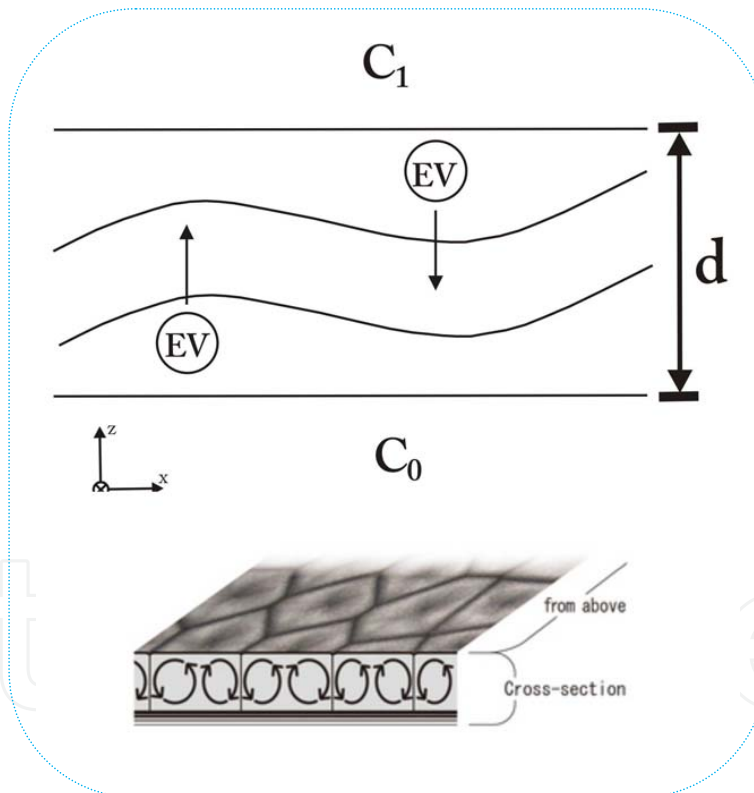 C₁
EV
EV
d
z
x
C₀
from above
Cross-section